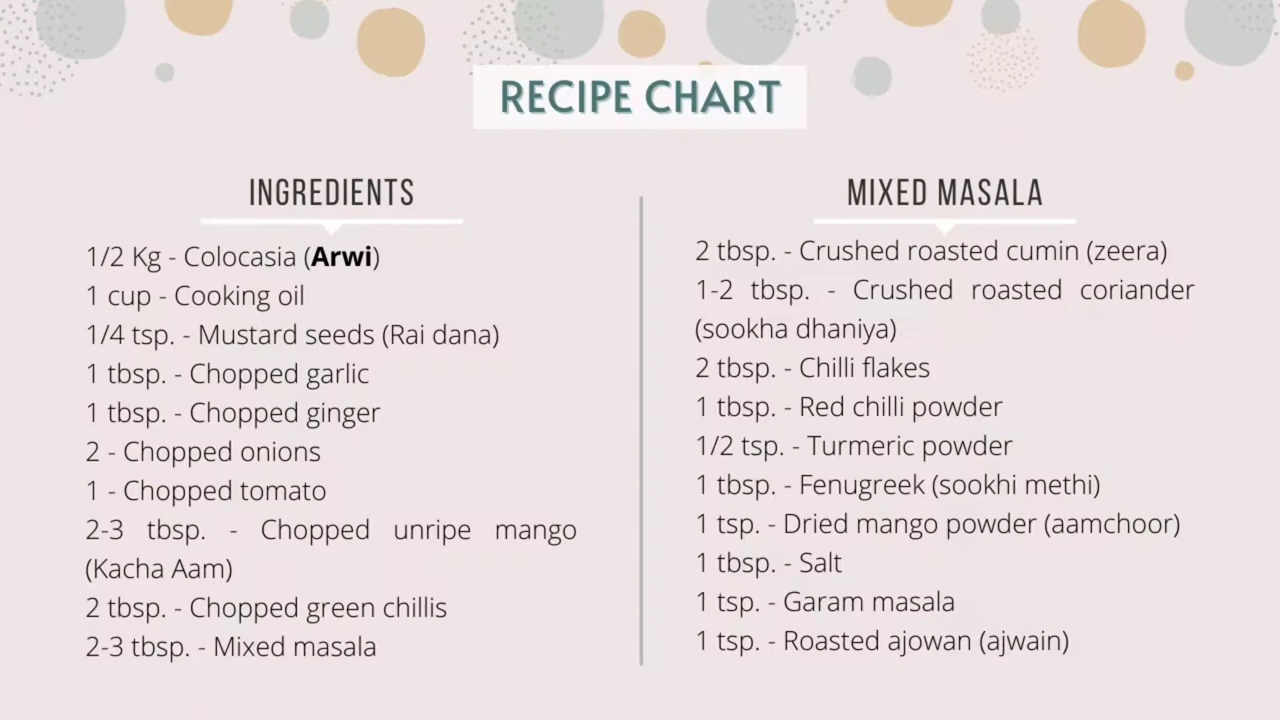 RECIPE CHART
INGREDIENTS
1/2 Kg - Colocasia (Arwi)
1 cup - Cooking oil
1/4 tsp. - Mustard seeds (Rai dana)
1 tbsp. - Chopped garlic
1 tbsp. - Chopped ginger
2 - Chopped onions
1 - Chopped tomato
2-3 tbsp. - Chopped unripe mango
(Kacha Aam)
2 tbsp. - Chopped green chillis
2-3 tbsp. - Mixed masala
MIXED MASALA
2 tbsp. - Crushed roasted cumin (zeera)
1-2 tbsp. - Crushed roasted coriander
(sookha dhaniya)
2 tbsp. - Chilli flakes
1 tbsp. - Red chilli powder
1/2 tsp. - Turmeric powder
1 tbsp. - Fenugreek (sookhi methi)
1 tsp. - Dried mango powder (aamchoor)
1 tbsp. - Salt
1 tsp. - Garam masala
1 tsp. - Roasted ajowan (ajwain)